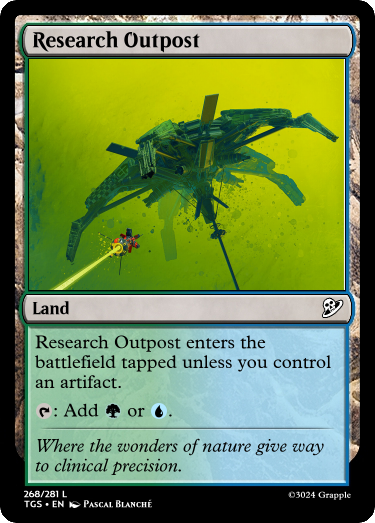 Research Outpost
Land
Research Outpost enters the
battlefield tapped unless you control
an artifact.
: Add or .
Where the wonders of nature give way
to clinical precision.
268/281 L
TGS • EN Pascal Blanché
©3024 Grapple